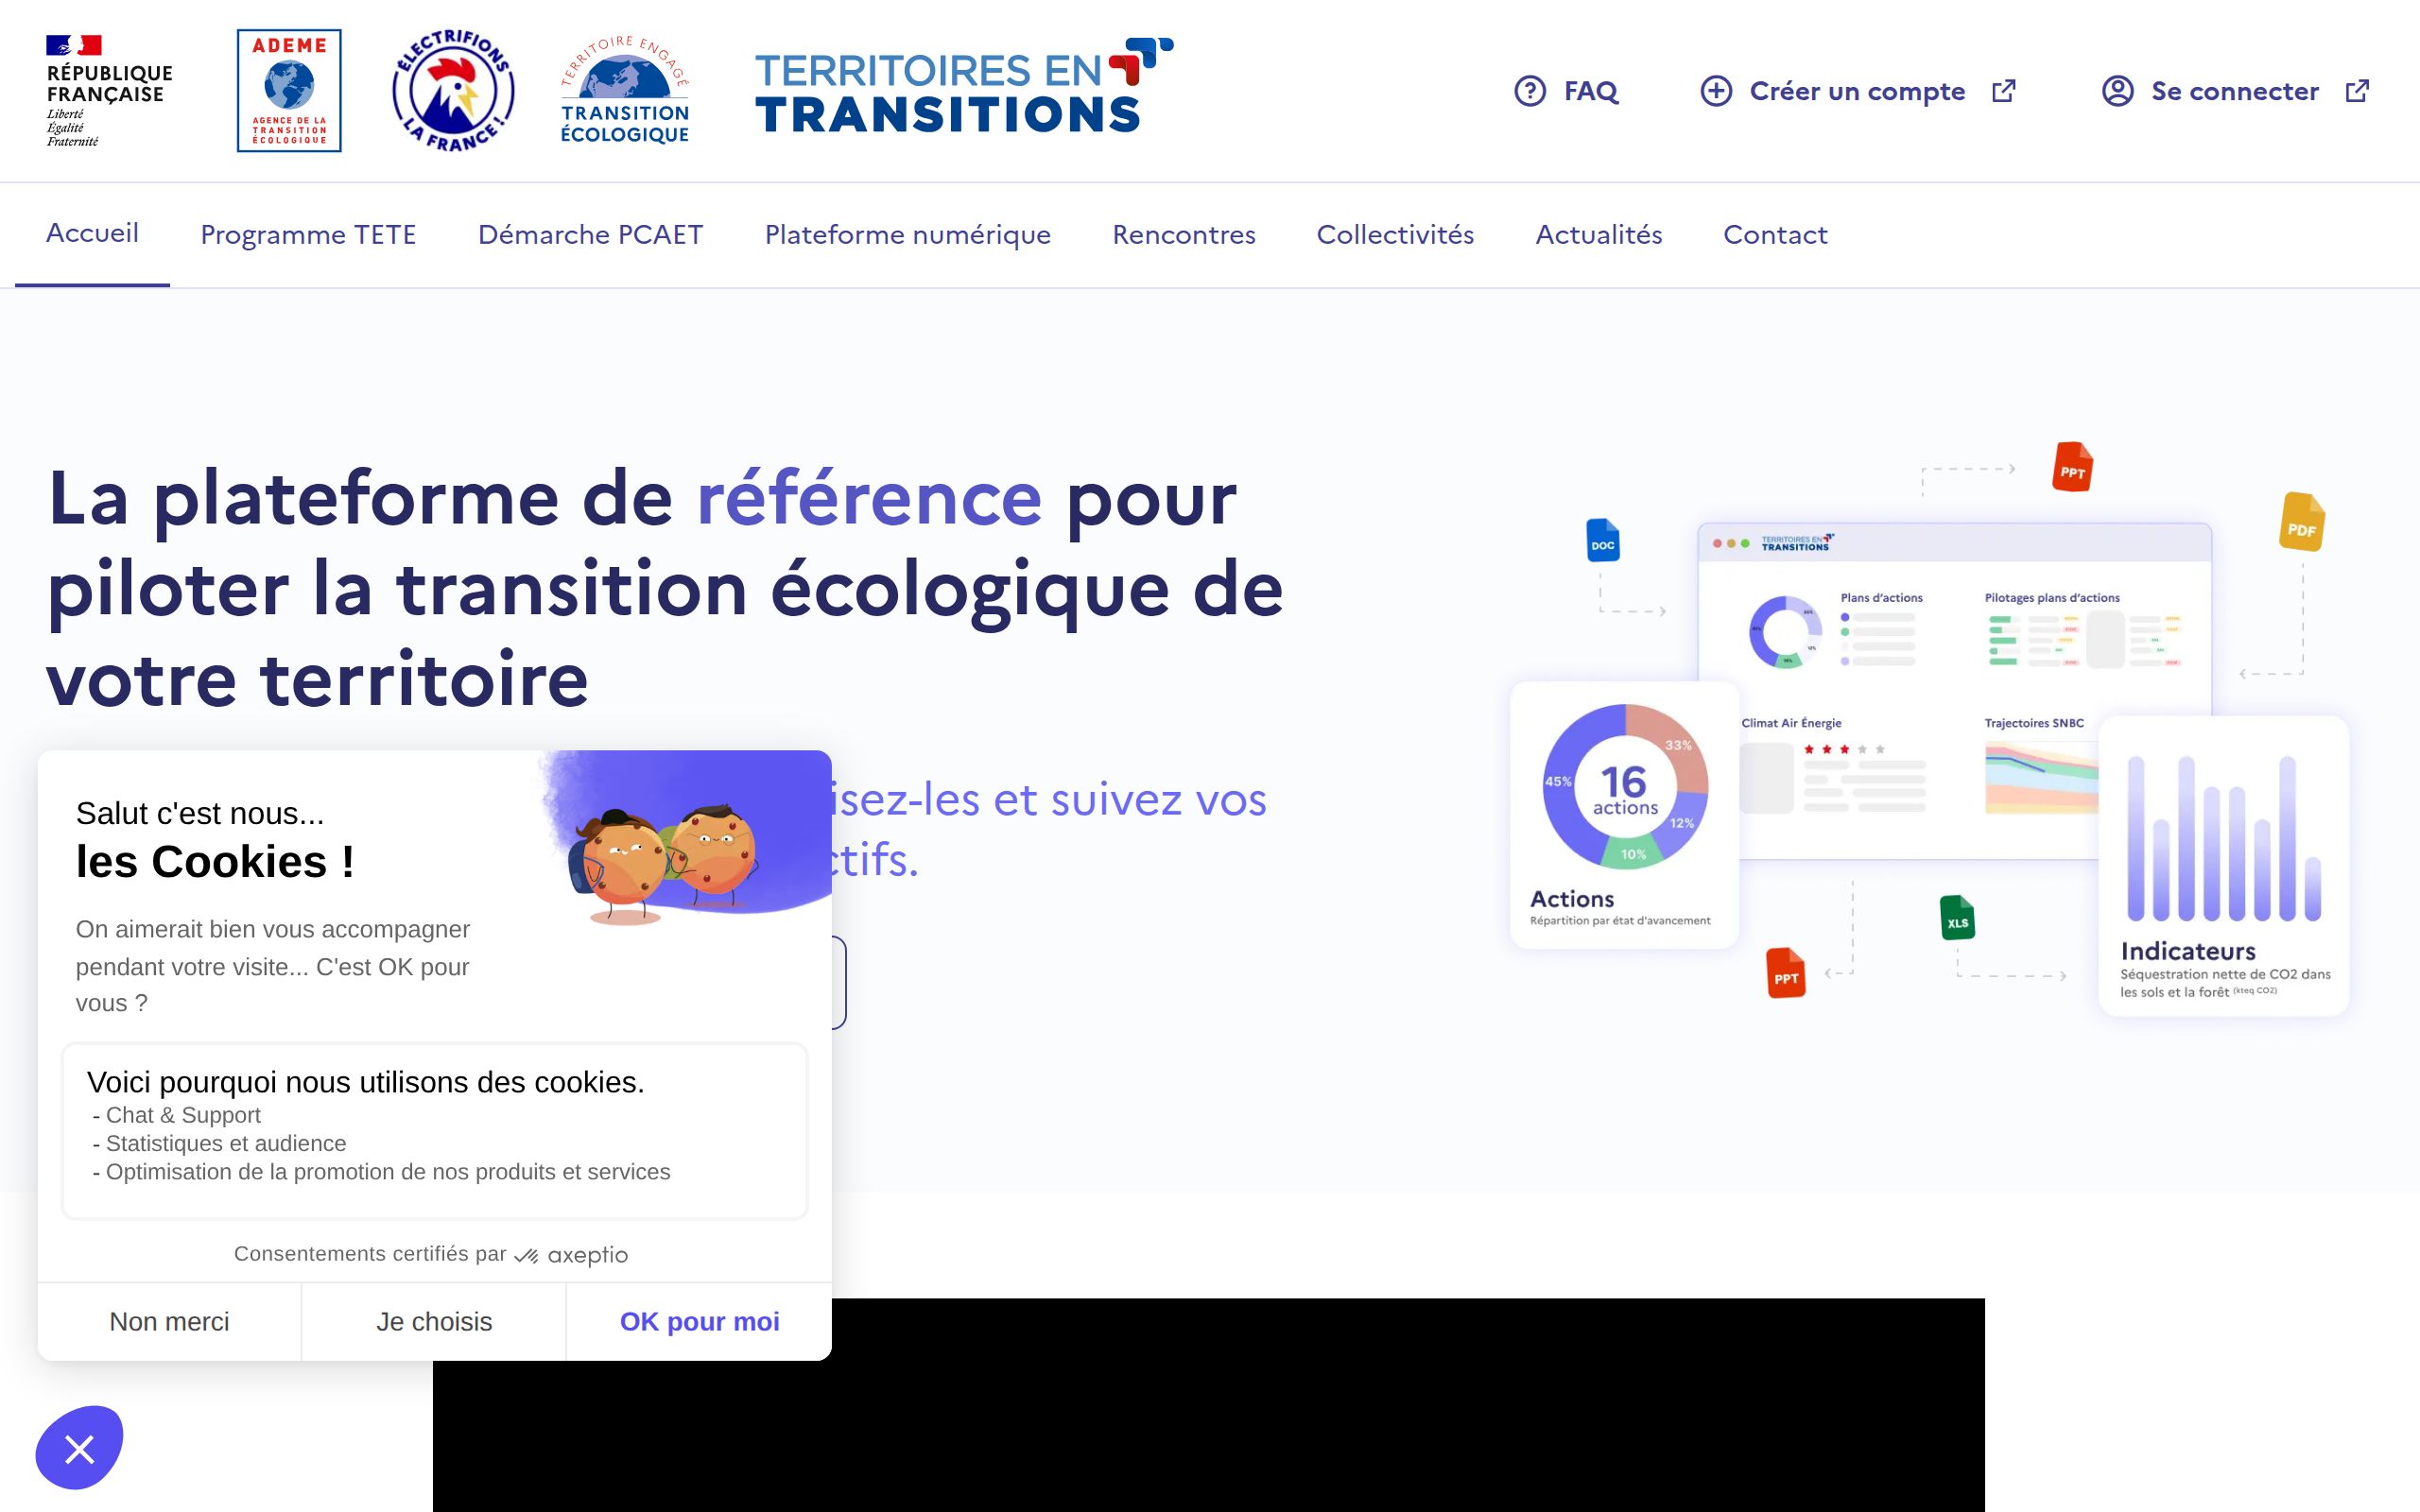 RÉPUBLIQUE
FRANÇAISE
Liberté
Égalité
Fraternité
ADEME
AGENCE DE LA
TRANSITION
ÉCOLOGIQUE
ÉLECTRIFIONS
LA FRANCE!
TERRITOIRE ENGAGÉ
TRANSITION
ÉCOLOGIQUE
TERRITOIRES EN
TRANSITIONS
FAQ
Créer un compte
Se connecter
Accueil
Programme TETE
Démarche PCAET
Plateforme numérique
Rencontres
Collectivités
Actualités
Contact
La plateforme de référence pour
piloter la transition écologique de
votre territoire
isez-les et suivez vos
ctifs.
PPT
PDF
DOC
TERRITOIRES EN
TRANSITIONS
Plans d'actions
Pilotages plans d'actions
Climat Air Énergie
Trajectoires SNBC
33%
45%
16
actions
12%
10%
Actions
Répartition par état d'avancement
XLS
PPT
Indicateurs
Séquestration nette de CO2 dans
les sols et la forêt (kteq CO2)
Salut c'est nous...
les Cookies !
On aimerait bien vous accompagner
pendant votre visite... C'est OK pour
vous ?
Voici pourquoi nous utilisons des cookies.
- Chat & Support
- Statistiques et audience
- Optimisation de la promotion de nos produits et services
Consentements certifiés par axeptio
Non merci
Je choisis
OK pour moi